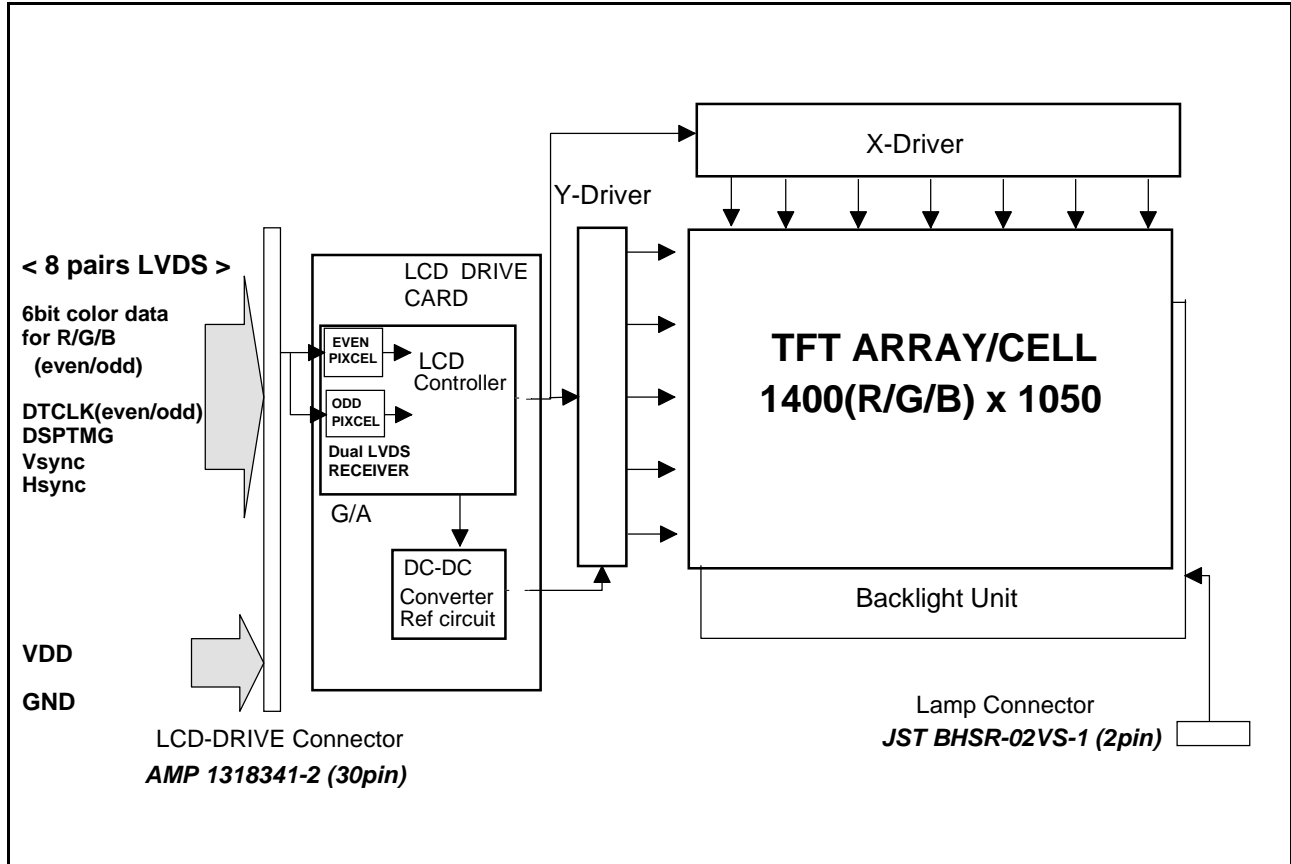 X-Driver
Y-Driver
< 8 pairs LVDS >
6bit color data
for R/G/B
(even/odd)
DTCLK(even/odd)
DSPTMG
Vsync
Hsync
VDD
GND
LCD DRIVE
CARD
EVEN
PIXCEL
LCD
Controller
ODD
PIXCEL
Dual LVDS
RECEIVER
G/A
DC-DC
Converter
Ref circuit
TFT ARRAY/CELL
1400(R/G/B) x 1050
Backlight Unit
LCD-DRIVE Connector
AMP 1318341-2 (30pin)
Lamp Connector
JST BHSR-02VS-1 (2pin)